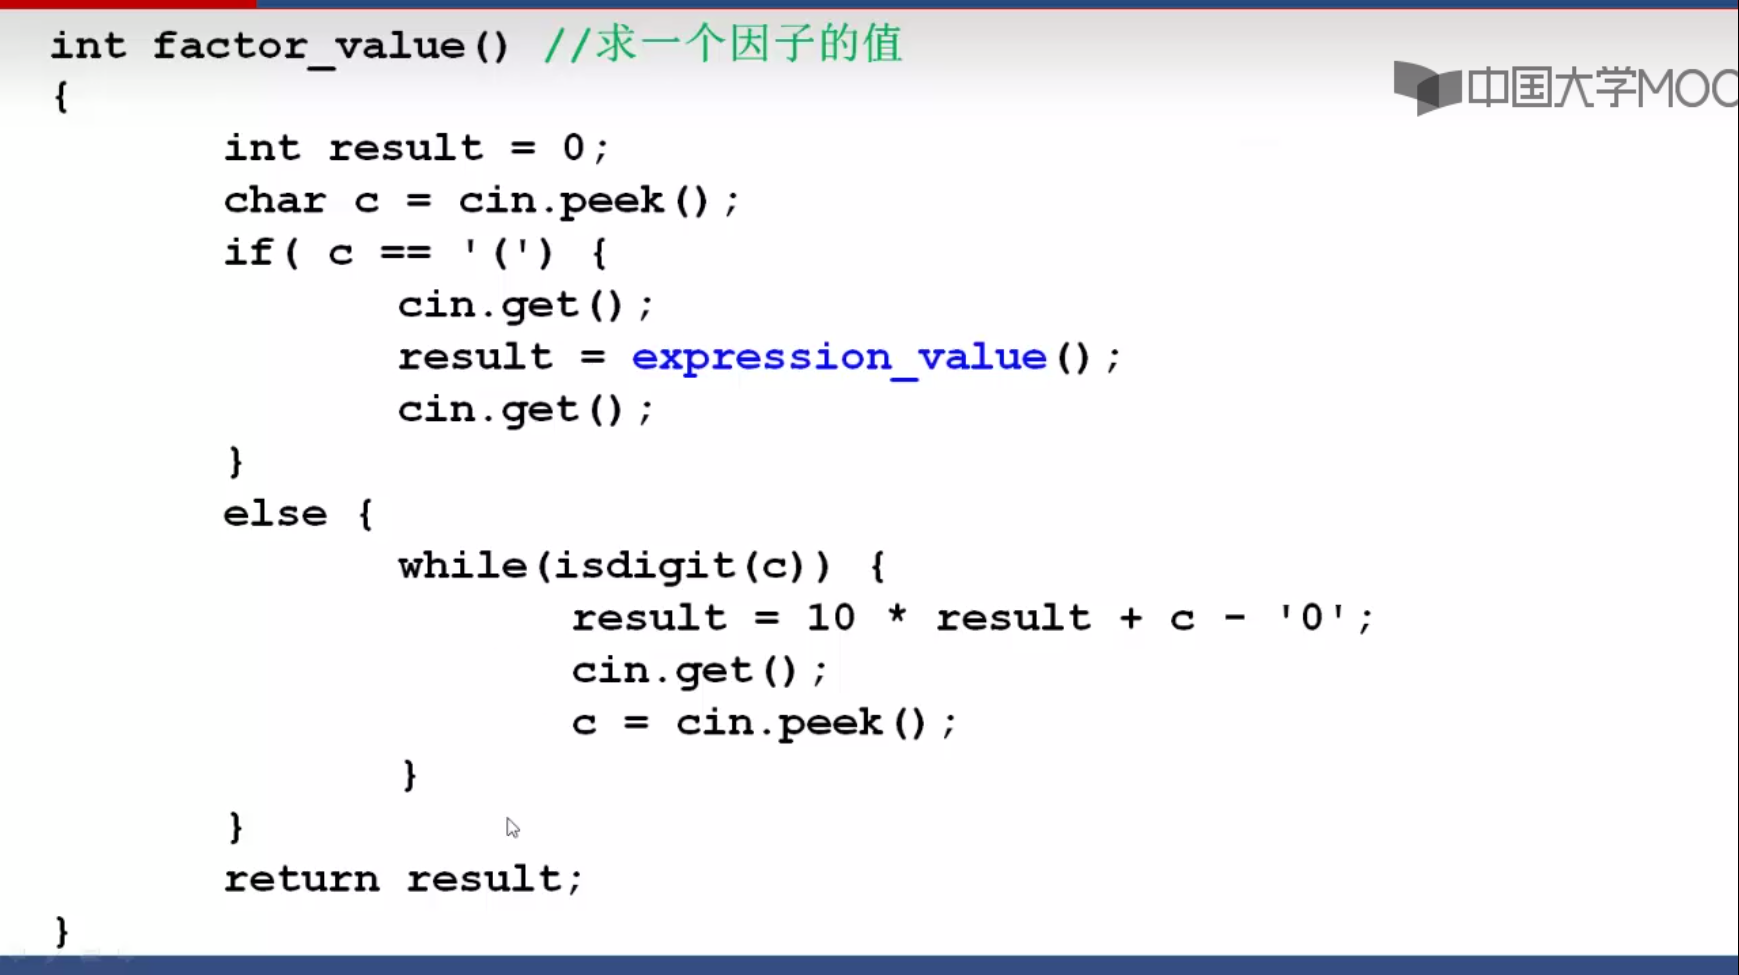 int factor_value() //求一个因子的值
中国大学MOO
{
int result = 0;
char c = cin.peek();
if( c == '(') {
cin.get();
result = expression_value();
cin.get();
}
else {
while(isdigit(c)) {
result = 10 * result + c - '0';
cin.get();
c = cin.peek();
}
}
return result;
}